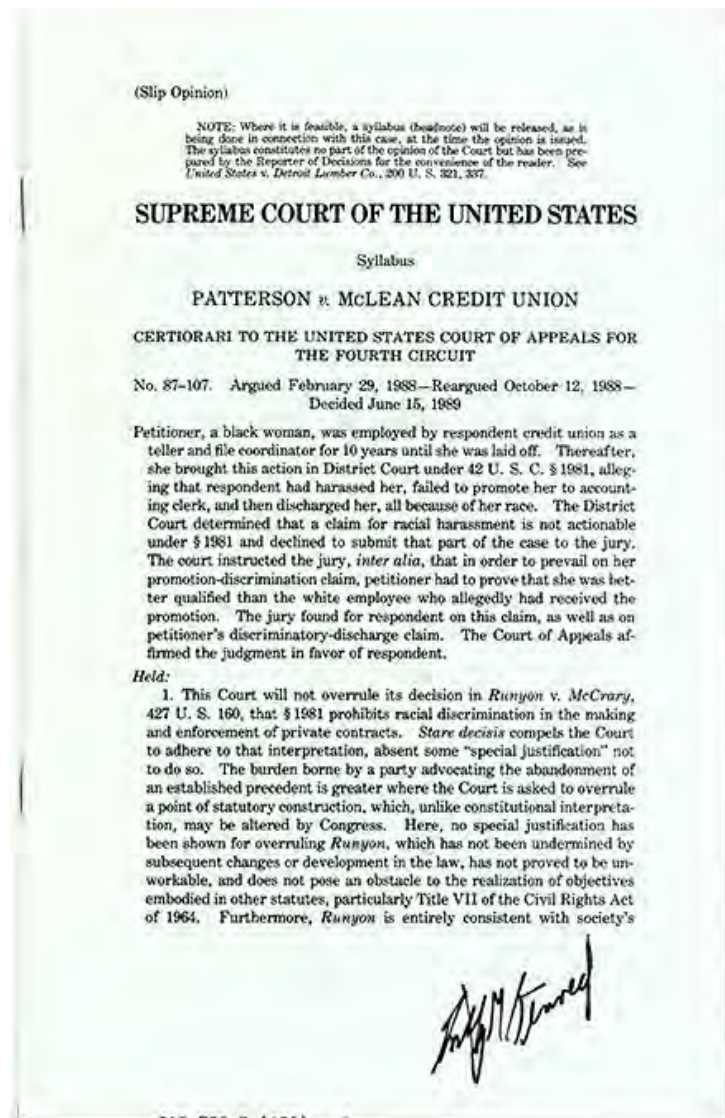 (Slip Opinion)
NOTE: Where it is feasible, a syllabus (headnote) will be released, as is
being done in connection with this case, at the time the opinion is issued.
The syllabus constitutes no part of the opinion of the Court but has been pre-
pared by the Reporter of Decisions for the convenience of the reader. See
United States v. Detroit Lumber Co., 200 U. S. 321, 337.
SUPREME COURT OF THE UNITED STATES
Syllabus
PATTERSON v. McLEAN CREDIT UNION
CERTIORARI TO THE UNITED STATES COURT OF APPEALS FOR
THE FOURTH CIRCUIT
No. 87–107. Argued February 29, 1988—Reargued October 12, 1988—
Decided June 15, 1989
Petitioner, a black woman, was employed by respondent credit union as a
teller and file coordinator for 10 years until she was laid off. Thereafter,
she brought this action in District Court under 42 U. S. C. § 1981, alleg-
ing that respondent had harassed her, failed to promote her to account-
ing clerk, and then discharged her, all because of her race. The District
Court determined that a claim for racial harassment is not actionable
under § 1981 and declined to submit that part of the case to the jury.
The court instructed the jury, inter alia, that in order to prevail on her
promotion-discrimination claim, petitioner had to prove that she was bet-
ter qualified than the white employee who allegedly had received the
promotion. The jury found for respondent on this claim, as well as on
petitioner's discriminatory-discharge claim. The Court of Appeals af-
firmed the judgment in favor of respondent.
Held:
1. This Court will not overrule its decision in Runyon v. McCrary,
427 U. S. 160, that § 1981 prohibits racial discrimination in the making
and enforcement of private contracts. Stare decisis compels the Court
to adhere to that interpretation, absent some "special justification" not
to do so. The burden borne by a party advocating the abandonment of
an established precedent is greater where the Court is asked to overrule
a point of statutory construction, which, unlike constitutional interpreta-
tion, may be altered by Congress. Here, no special justification has
been shown for overruling Runyon, which has not been undermined by
subsequent changes or development in the law, has not proved to be un-
workable, and does not pose an obstacle to the realization of objectives
embodied in other statutes, particularly Title VII of the Civil Rights Act
of 1964. Furthermore, Runyon is entirely consistent with society's